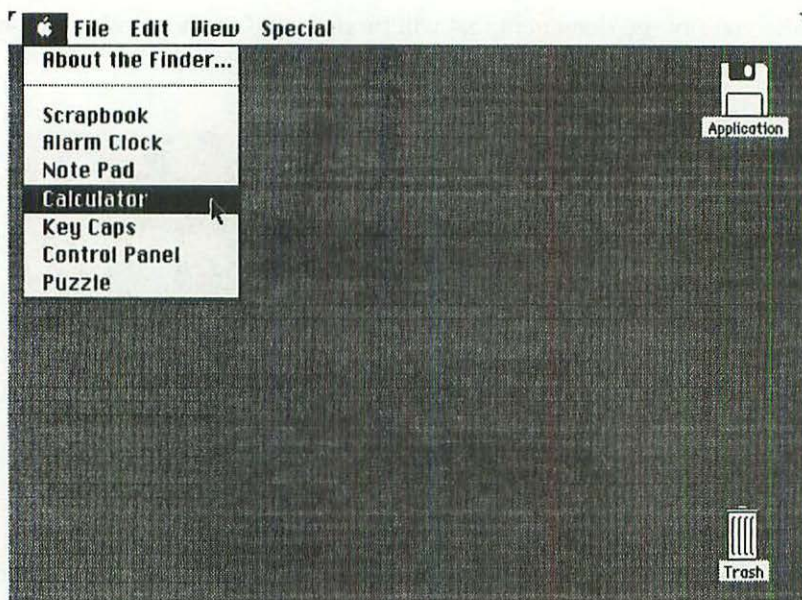 File Edit View Special
About the Finder...
Scrapbook
Alarm Clock
Note Pad
Calculator
Key Caps
Control Panel
Puzzle
Application
Trash